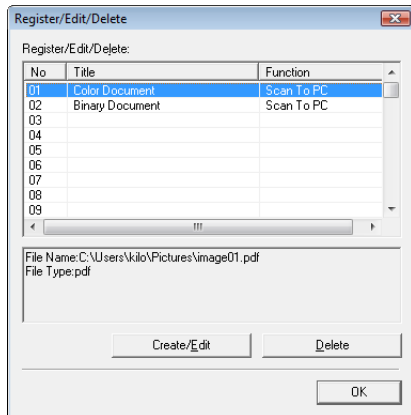 Register/Edit/Delete
Register/Edit/Delete:
No Title Function
01 Color Document Scan To PC
02 Binary Document Scan To PC
03
04
05
06
07
08
09
File Name:C:\Users\kilo\Pictures\image01.pdf
File Type:pdf
Create/Edit Delete
OK